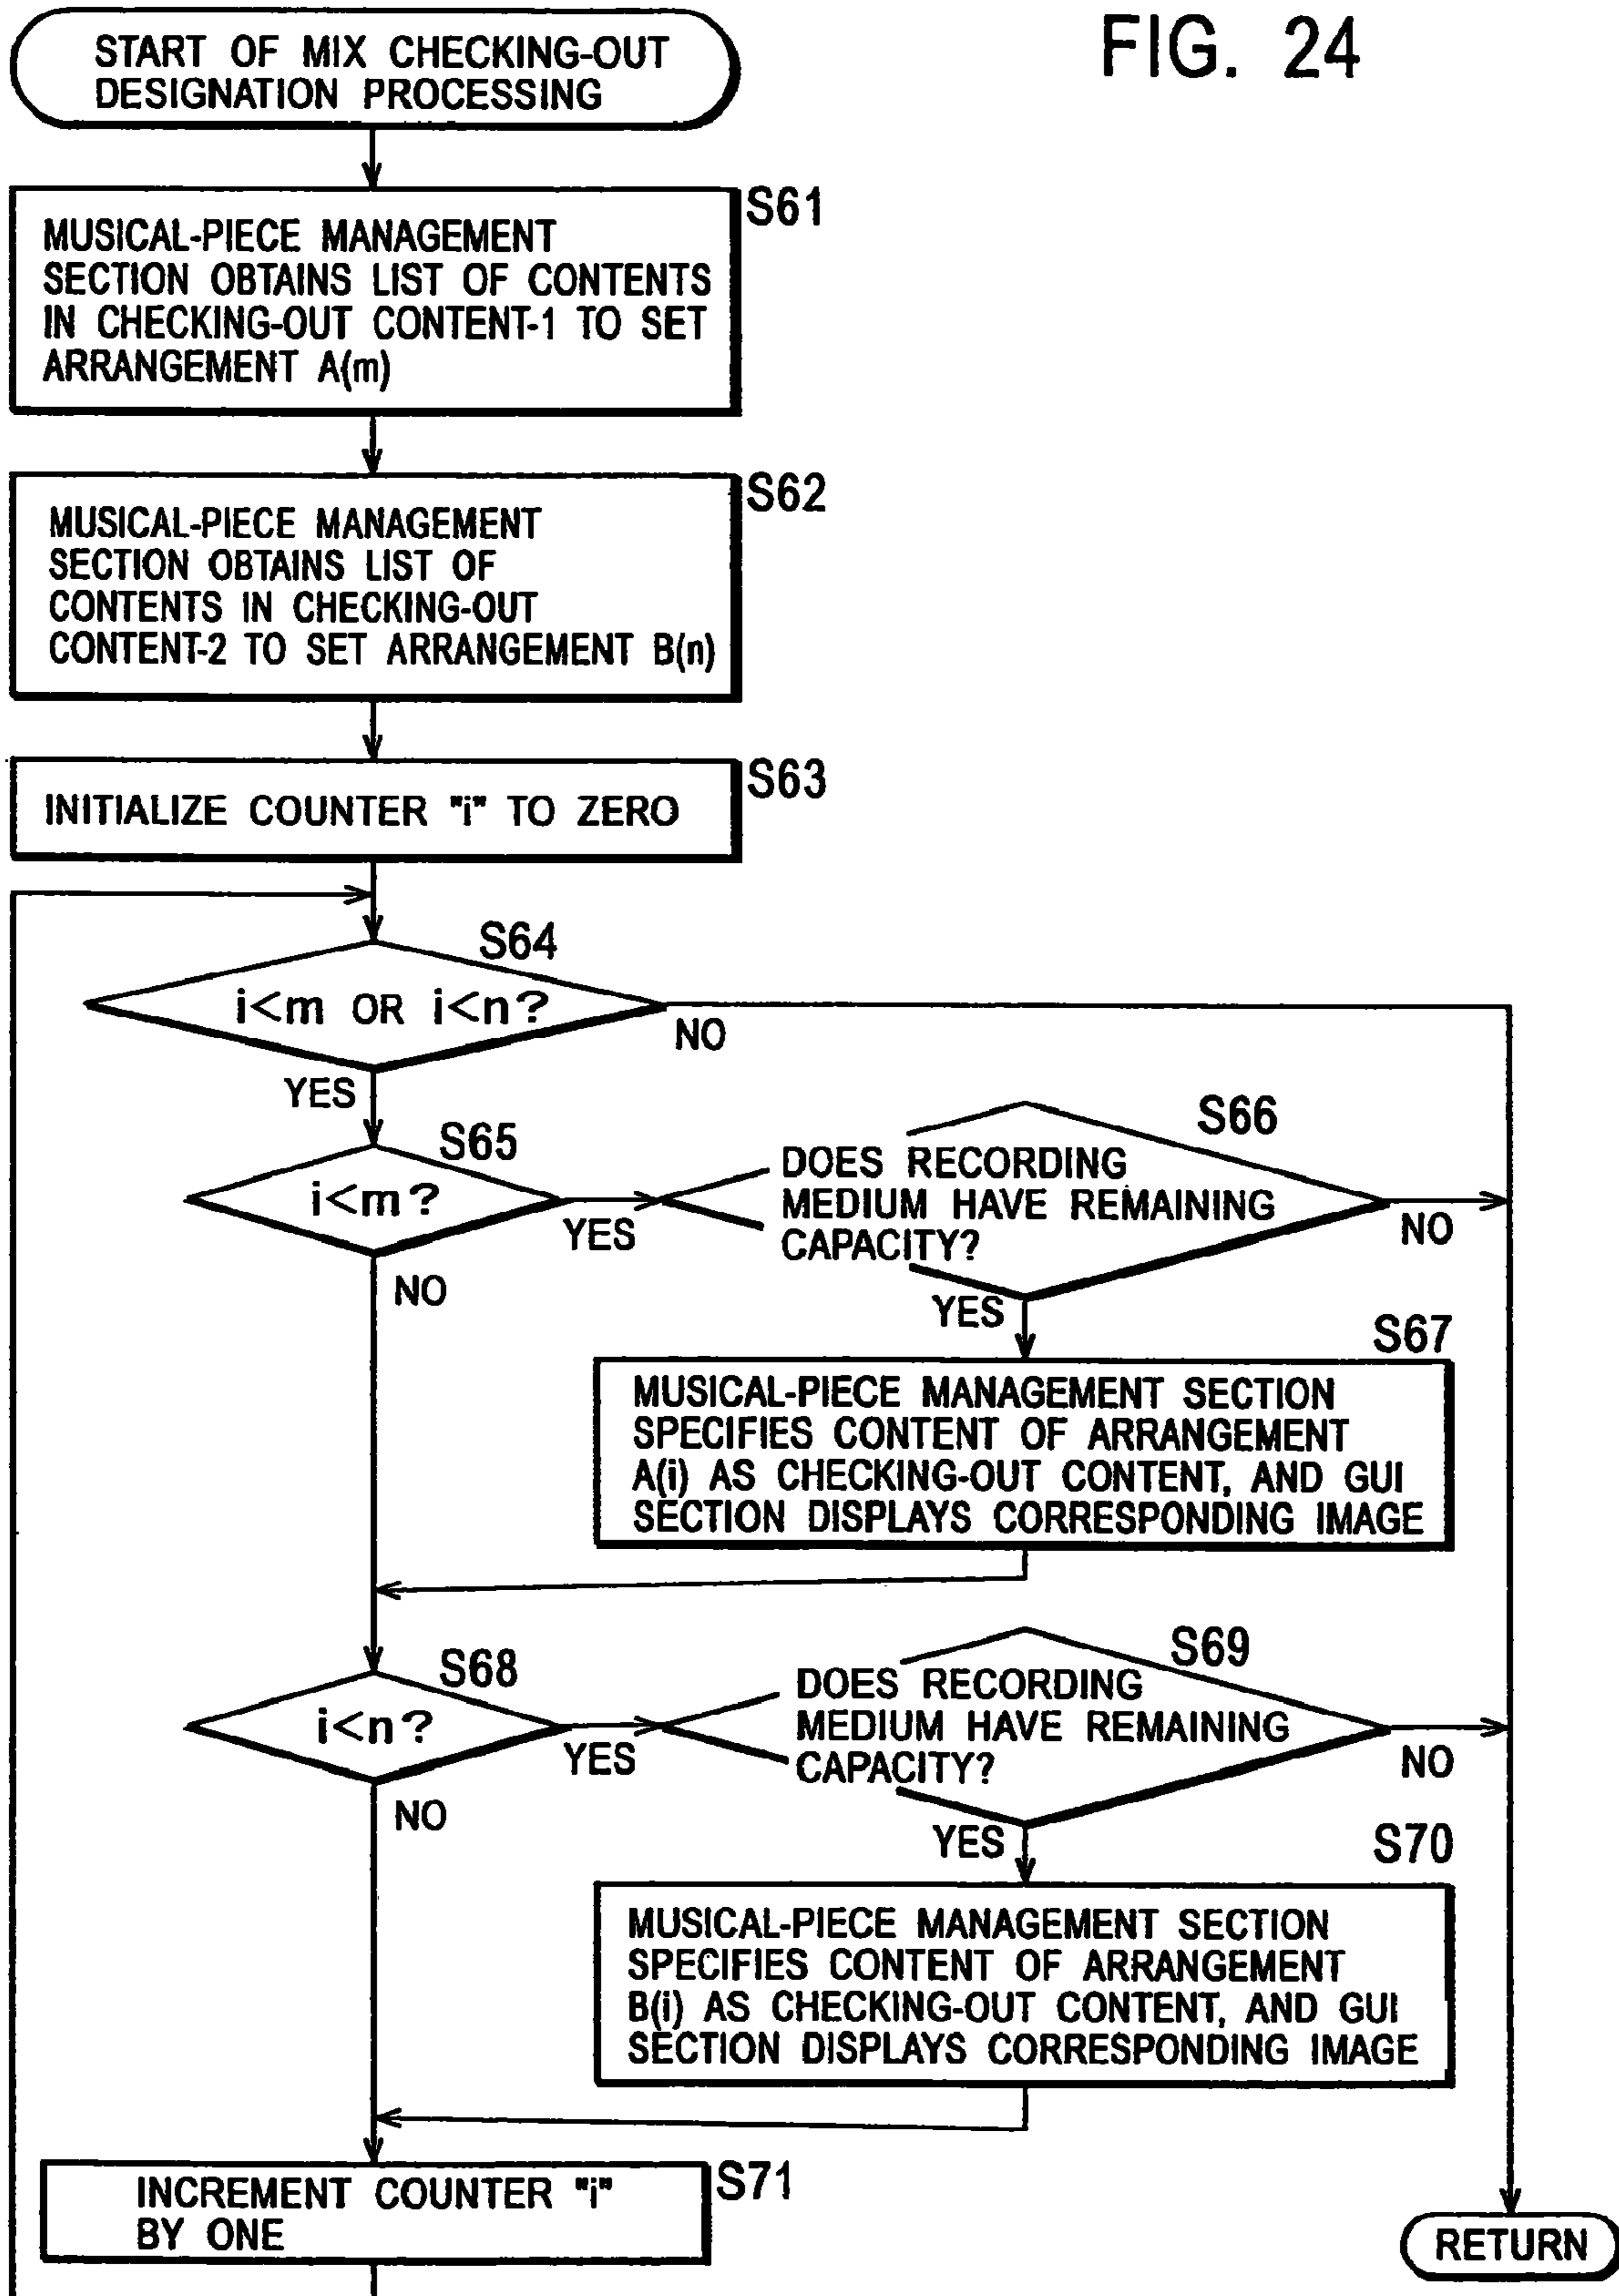 FIG. 24
START OF MIX CHECKING-OUT
DESIGNATION PROCESSING
S61
MUSICAL-PIECE MANAGEMENT
SECTION OBTAINS LIST OF CONTENTS
IN CHECKING-OUT CONTENT-1 TO SET
ARRANGEMENT A(m)
S62
MUSICAL-PIECE MANAGEMENT
SECTION OBTAINS LIST OF
CONTENTS IN CHECKING-OUT
CONTENT-2 TO SET ARRANGEMENT B(n)
S63
INITIALIZE COUNTER "i" TO ZERO
S64
i<m OR i<n?
NO
YES
S65
i<m?
YES
NO
S66
DOES RECORDING
MEDIUM HAVE REMAINING
CAPACITY?
NO
YES
S67
MUSICAL-PIECE MANAGEMENT SECTION
SPECIFIES CONTENT OF ARRANGEMENT
A(i) AS CHECKING-OUT CONTENT, AND GUI
SECTION DISPLAYS CORRESPONDING IMAGE
S68
i<n?
YES
NO
S69
DOES RECORDING
MEDIUM HAVE REMAINING
CAPACITY?
NO
YES
S70
MUSICAL-PIECE MANAGEMENT SECTION
SPECIFIES CONTENT OF ARRANGEMENT
B(i) AS CHECKING-OUT CONTENT, AND GUI
SECTION DISPLAYS CORRESPONDING IMAGE
S71
INCREMENT COUNTER "i"
BY ONE
RETURN